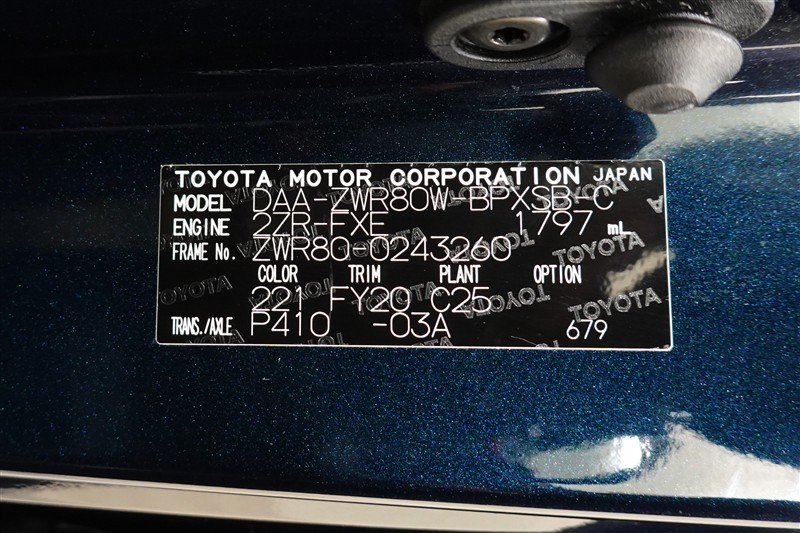 TOYOTA MOTOR CORPORATION JAPAN
MODEL DAA-ZWR80W-BPXSB-C
ENGINE 2ZR-FXE 1797 mL
FRAME No. ZWR80-0243260
COLOR TRIM PLANT OPTION
221 FY20 C25
TRANS./AXLE P410 -03A 679